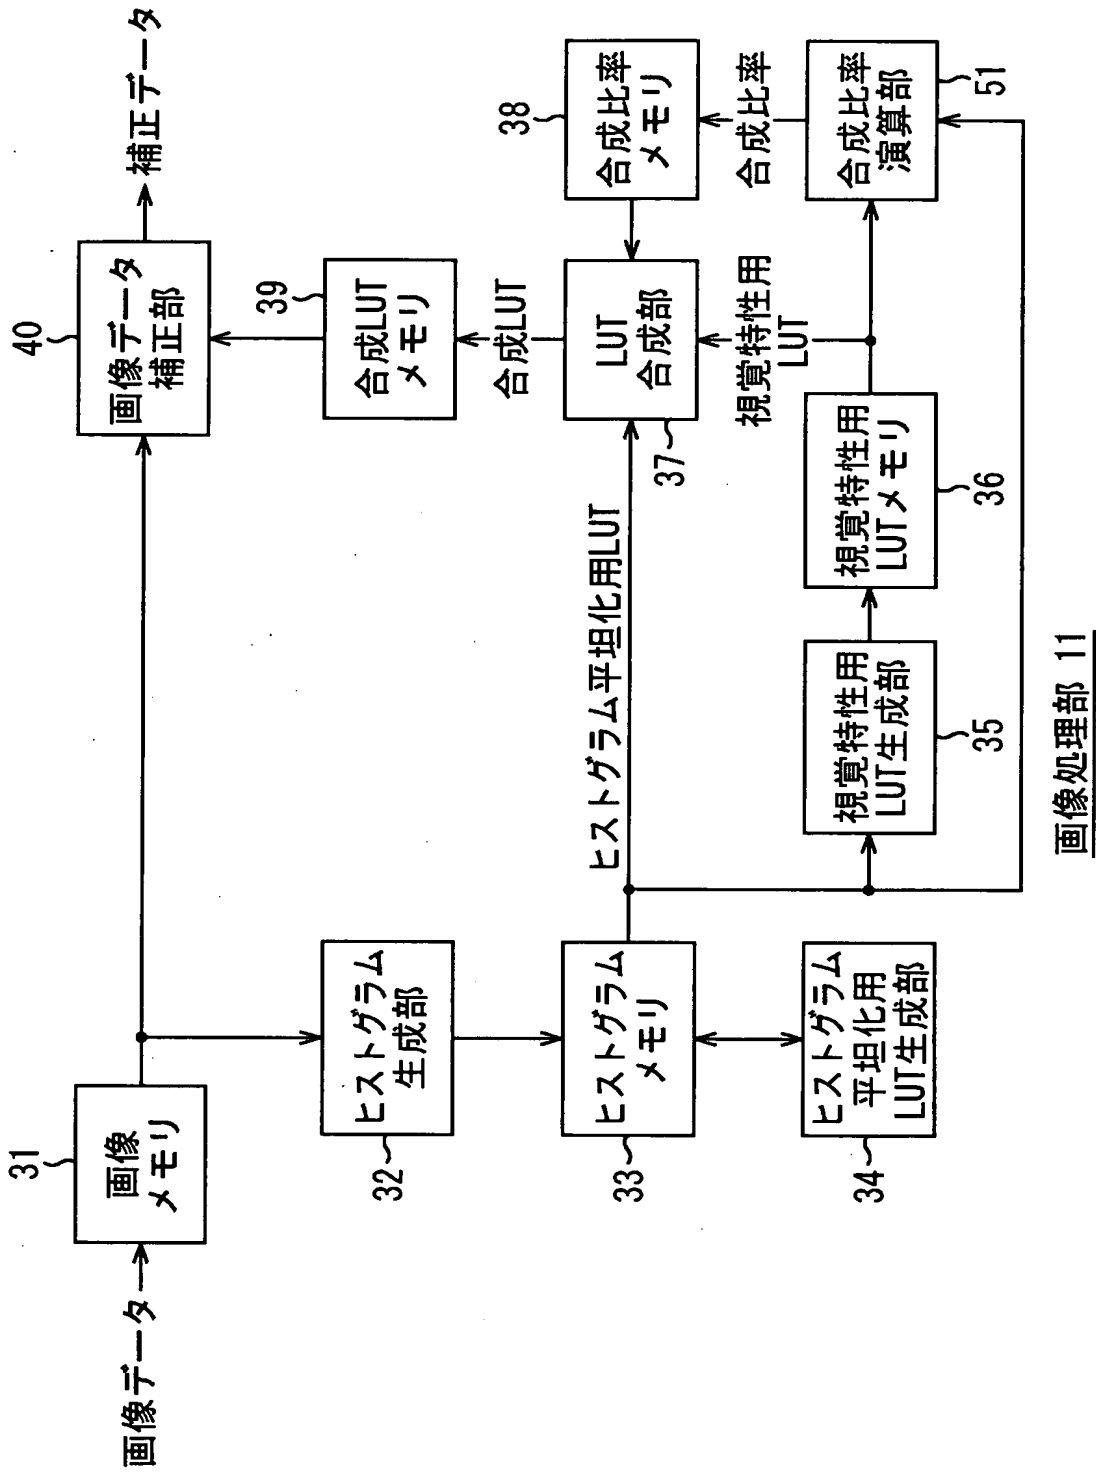 画像データ
31
画像
メモリ
40
画像データ
補正部
補正データ
32
ヒストグラム
生成部
39
合成LUT
メモリ
合成LUT
33
ヒストグラム
メモリ
ヒストグラム平坦化用LUT
37
LUT
合成部
38
合成比率
メモリ
視覚特性用
LUT
合成比率
34
ヒストグラム
平坦化用
LUT生成部
35
視覚特性用
LUT生成部
36
視覚特性用
LUTメモリ
51
合成比率
演算部
画像処理部 11